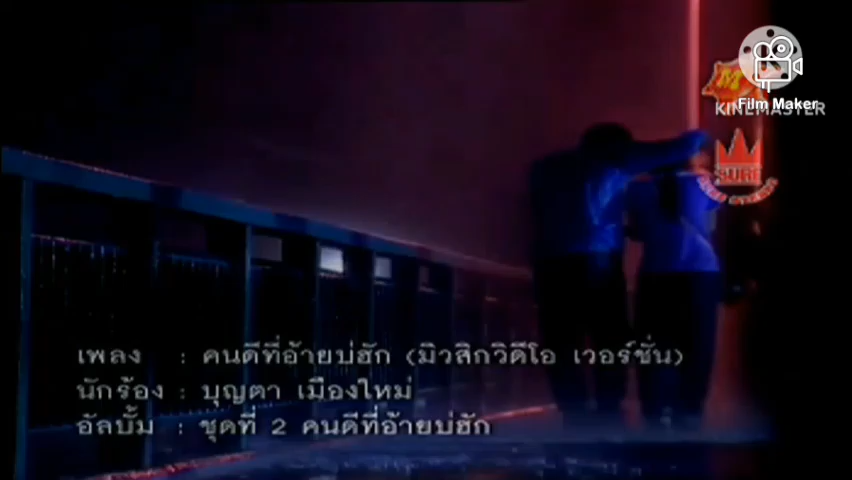 M
Film Maker
KINEMASTER
SURE
เพลง : คนดีที่อ้ายบ่ฮัก (มิวสิกวิดีโอ เวอร์ชั่น)
นักร้อง : บุญตา เมืองใหม่
อัลบั้ม : ชุดที่ 2 คนดีที่อ้ายบ่ฮัก